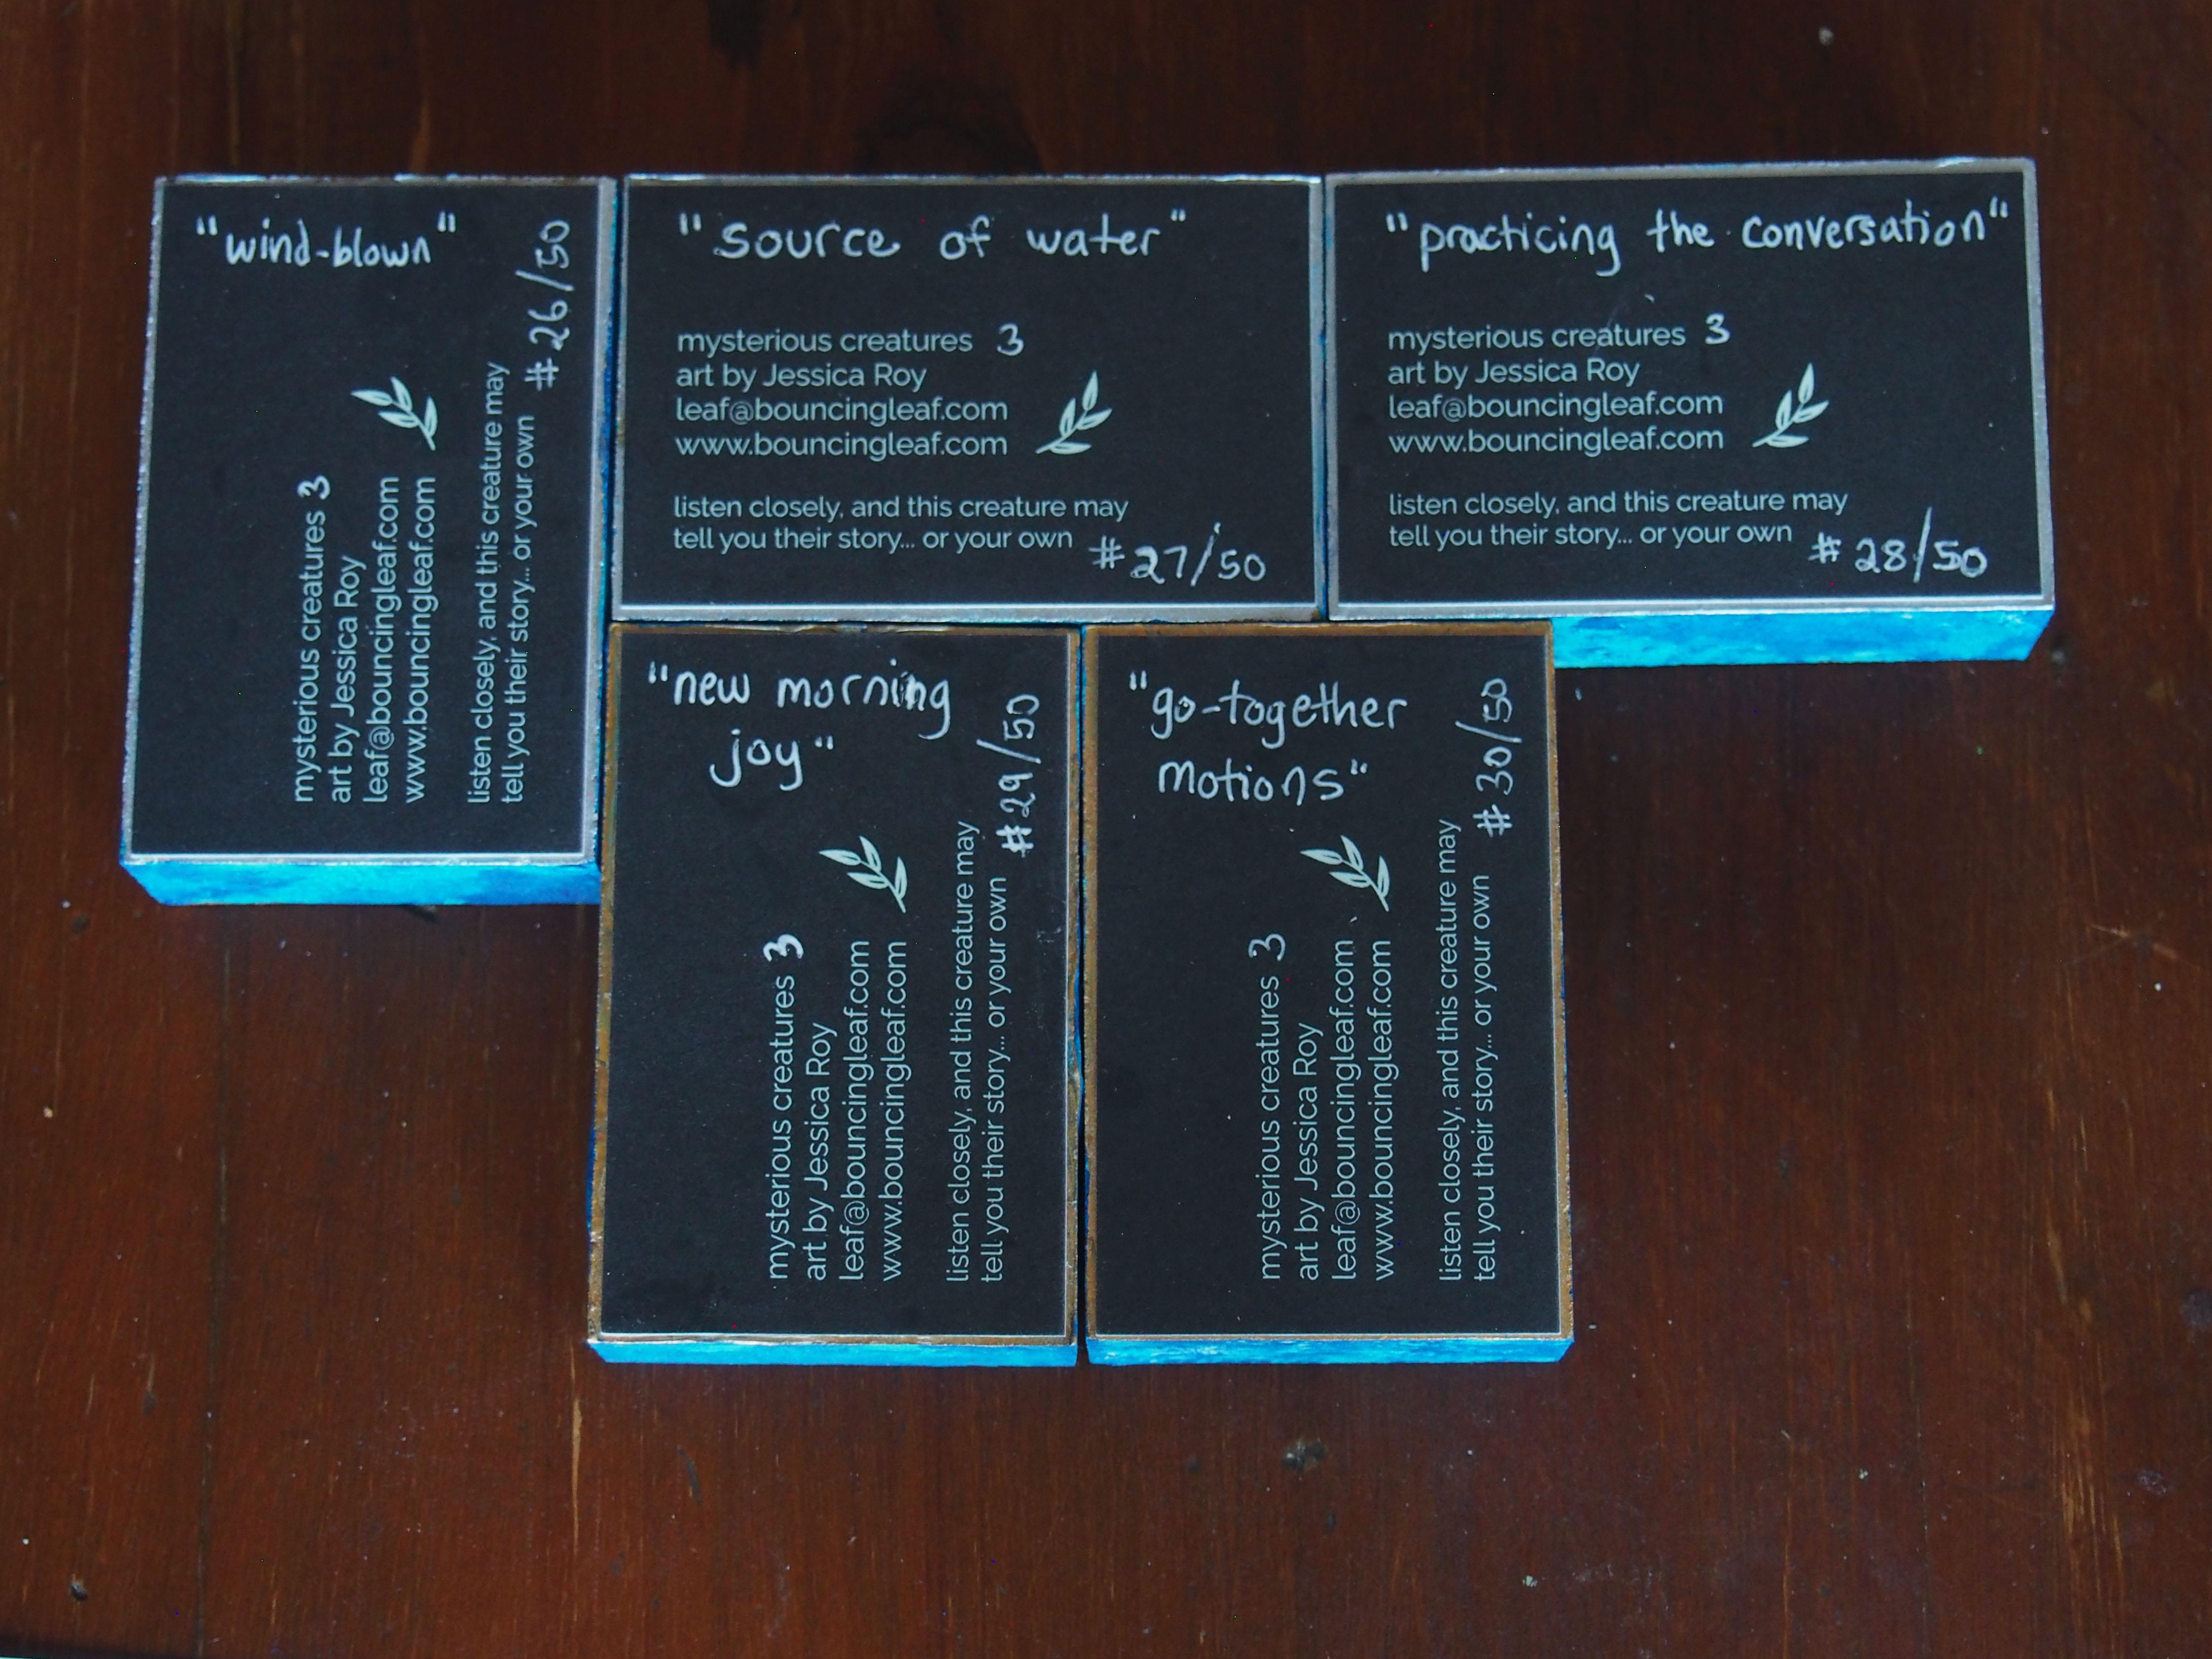 "wind-blown"
mysterious creatures 3
art by Jessica Roy
leaf@bouncingleaf.com
www.bouncingleaf.com
listen closely, and this creature may
tell you their story... or your own
#26/50
"source of water"
mysterious creatures 3
art by Jessica Roy
leaf@bouncingleaf.com
www.bouncingleaf.com
listen closely, and this creature may
tell you their story... or your own
#27/50
"practicing the conversation"
mysterious creatures 3
art by Jessica Roy
leaf@bouncingleaf.com
www.bouncingleaf.com
listen closely, and this creature may
tell you their story... or your own
#28/50
"new morning
joy"
mysterious creatures 3
art by Jessica Roy
leaf@bouncingleaf.com
www.bouncingleaf.com
listen closely, and this creature may
tell you their story... or your own
#29/50
"go-together
motions"
mysterious creatures 3
art by Jessica Roy
leaf@bouncingleaf.com
www.bouncingleaf.com
listen closely, and this creature may
tell you their story... or your own
#30/50